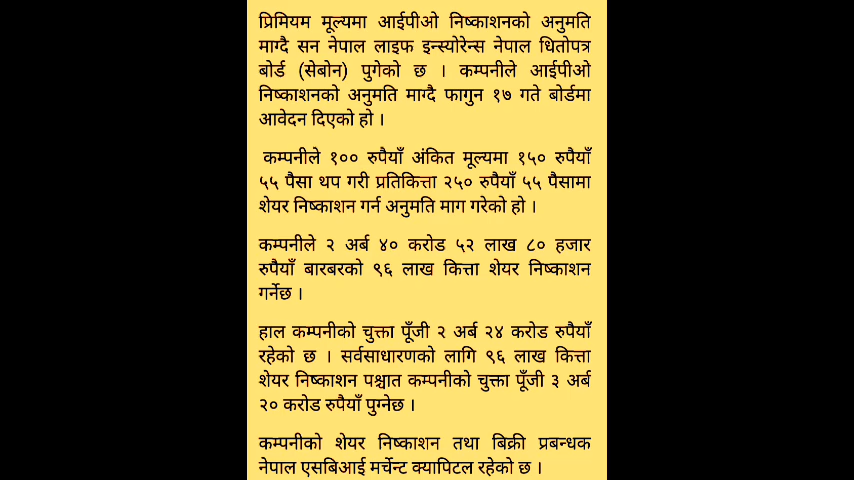 प्रिमियम मूल्यमा आईपीओ निष्काशनको अनुमति
माग्दै सन नेपाल लाइफ इन्स्योरेन्स नेपाल धितोपत्र
बोर्ड (सेबोन) पुगेको छ । कम्पनीले आईपीओ
निष्काशनको अनुमति माग्दै फागुन १७ गते बोर्डमा
आवेदन दिएको हो ।
कम्पनीले १०० रुपैयाँ अंकित मूल्यमा १५० रुपैयाँ
५५ पैसा थप गरी प्रतिकित्ता २५० रुपैयाँ ५५ पैसामा
शेयर निष्काशन गर्न अनुमति माग गरेको हो ।
कम्पनीले २ अर्ब ४० करोड ५२ लाख ८० हजार
रुपैयाँ बारबरको ९६ लाख कित्ता शेयर निष्काशन
गर्नेछ ।
हाल कम्पनीको चुक्ता पूँजी २ अर्ब २४ करोड रुपैयाँ
रहेको छ । सर्वसाधारणको लागि ९६ लाख कित्ता
शेयर निष्काशन पश्चात कम्पनीको चुक्ता पूँजी ३ अर्ब
२० करोड रुपैयाँ पुग्नेछ ।
कम्पनीको शेयर निष्काशन तथा बिक्री प्रबन्धक
नेपाल एसबिआई मर्चेन्ट क्यापिटल रहेको छ ।